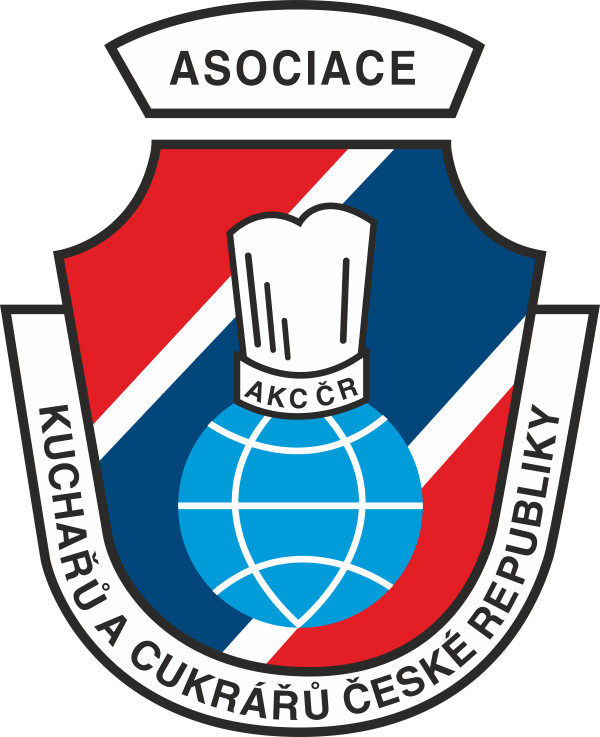 ASOCIACE
AKC ČR
KUCHAŘŮ A CUKRÁŘŮ ČESKÉ REPUBLIKY